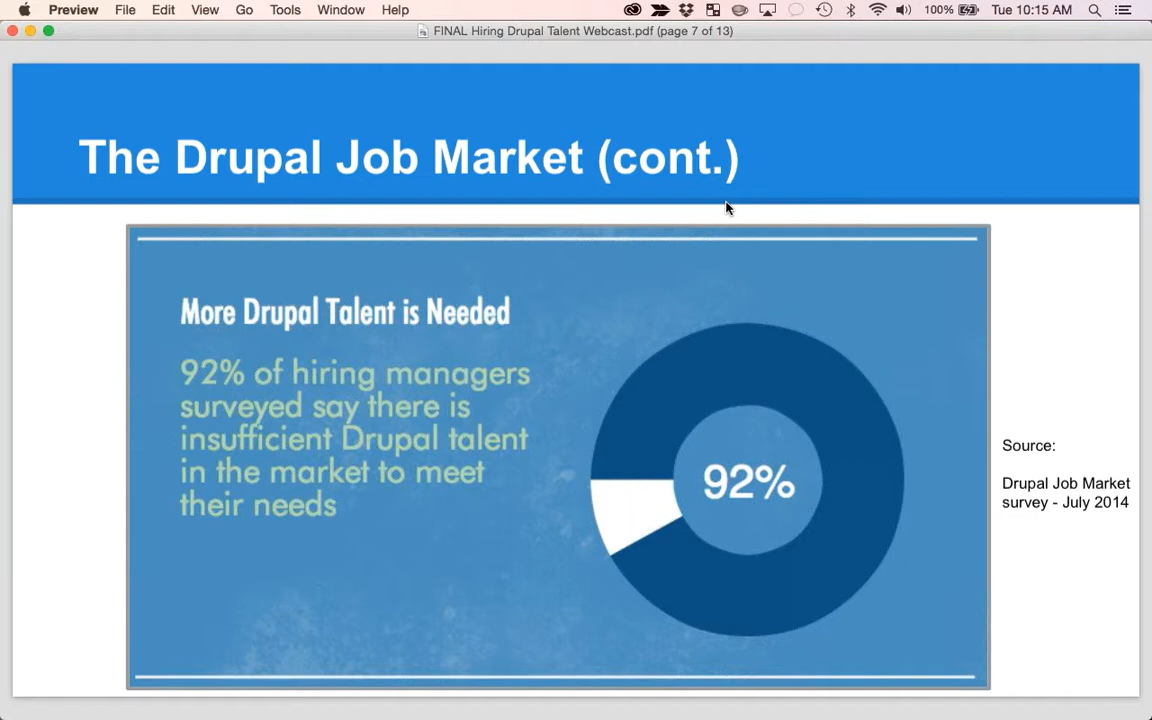 Preview File Edit View Go Tools Window Help 100% Tue 10:15 AM
FINAL Hiring Drupal Talent Webcast.pdf (page 7 of 13)
The Drupal Job Market (cont.)
More Drupal Talent is Needed
92% of hiring managers
surveyed say there is
insufficient Drupal talent
in the market to meet
their needs
92%
Source:
Drupal Job Market
survey - July 2014